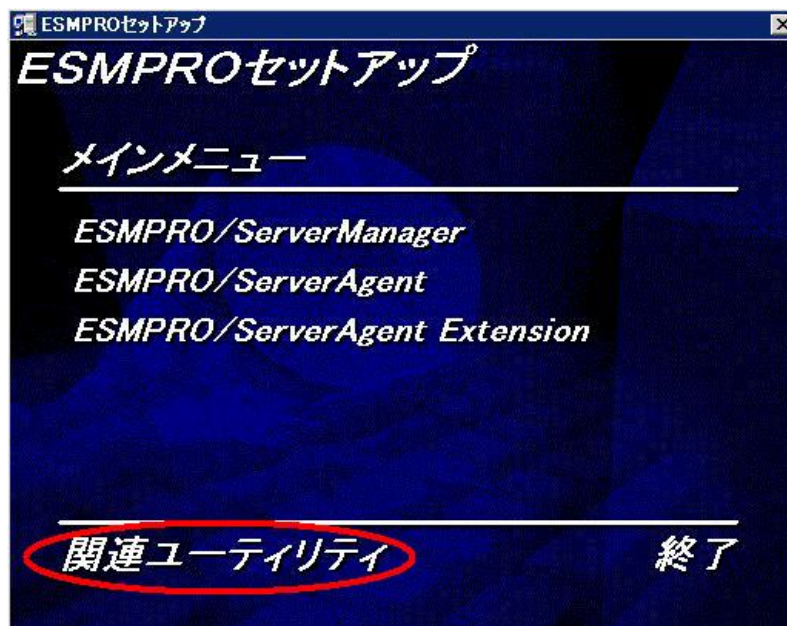 ESMPROセットアップ
ESMPROセットアップ
メインメニュー
ESMPRO/ServerManager
ESMPRO/ServerAgent
ESMPRO/ServerAgent Extension
関連ユーティリティ 終了